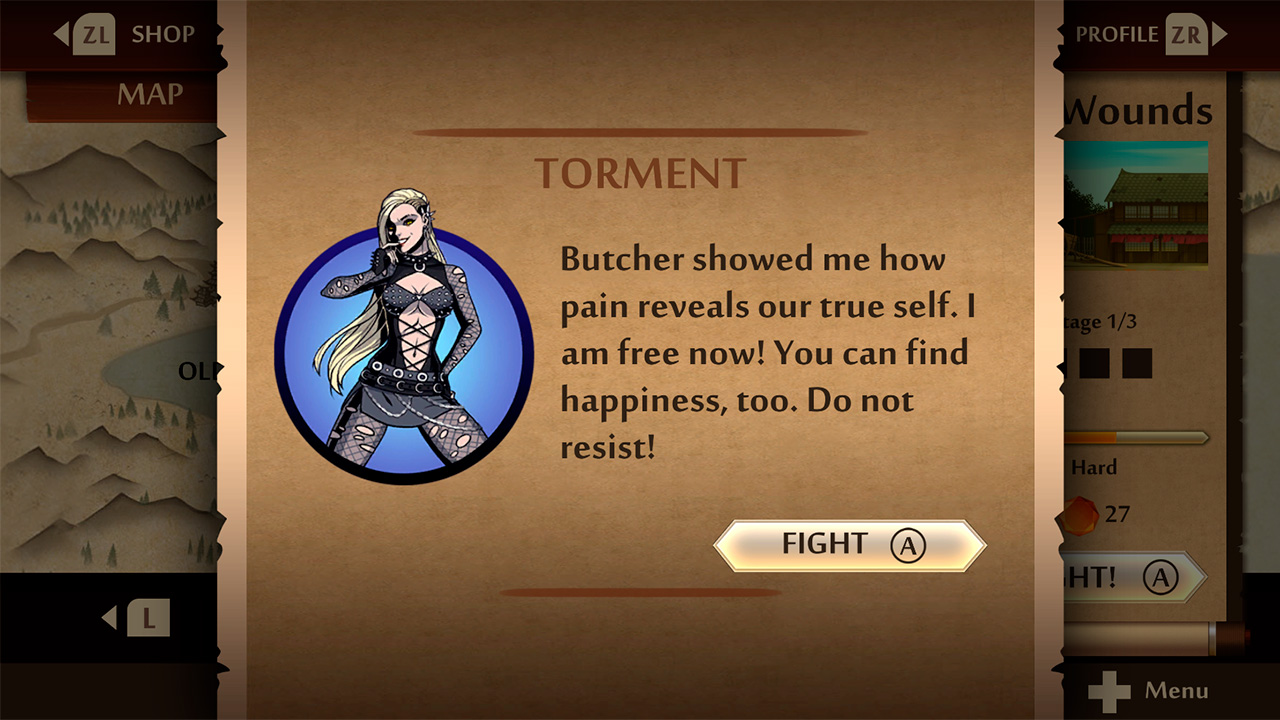 ZL SHOP
PROFILE ZR
MAP
Wounds
TORMENT
Butcher showed me how
pain reveals our true self. I
am free now! You can find
happiness, too. Do not
resist!
FIGHT A
tage 1/3
OL
Hard
27
HT! A
L
Menu